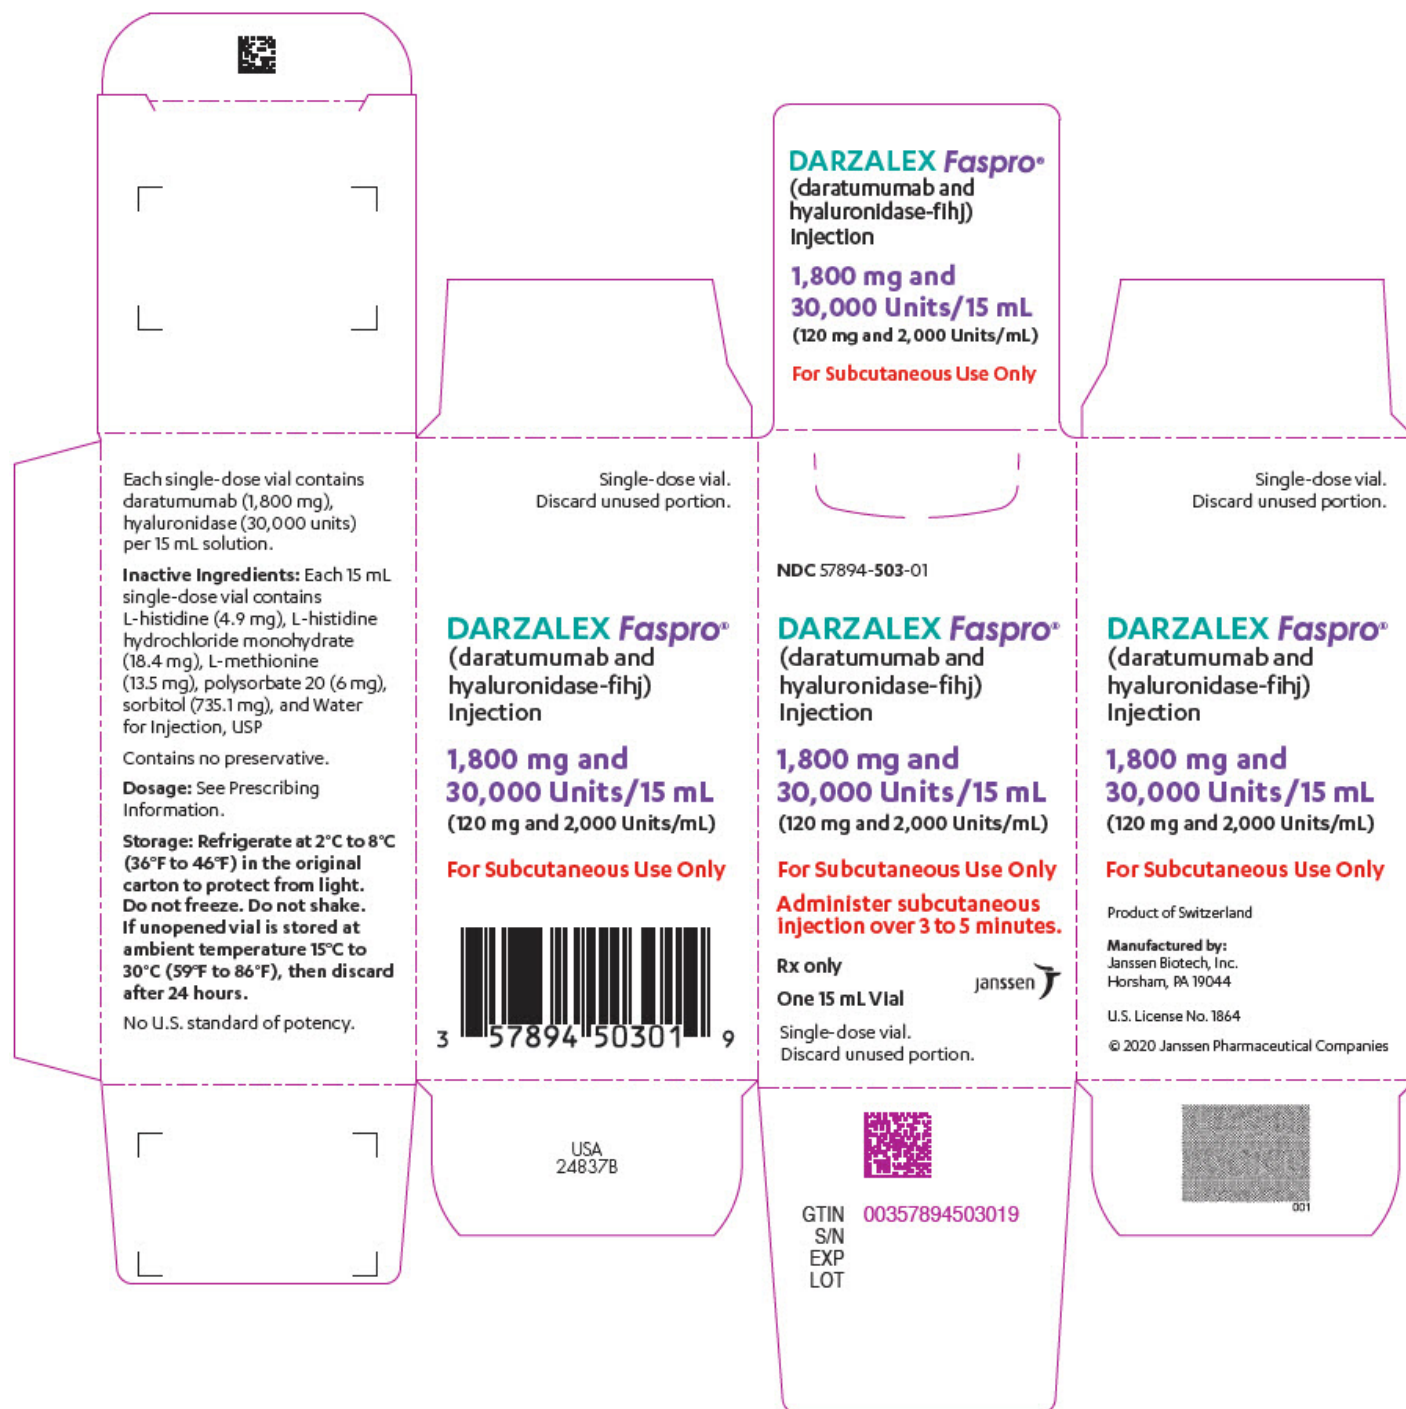 DARZALEX Faspro®
(daratumumab and
hyaluronidase-fihj)
Injection
1,800 mg and
30,000 Units/15 mL
(120 mg and 2,000 Units/mL)
For Subcutaneous Use Only
Each single-dose vial contains
daratumumab (1,800 mg),
hyaluronidase (30,000 units)
per 15 mL solution.
Inactive Ingredients: Each 15 mL
single-dose vial contains
L-histidine (4.9 mg), L-histidine
hydrochloride monohydrate
(18.4 mg), L-methionine
(13.5 mg), polysorbate 20 (6 mg),
sorbitol (735.1 mg), and Water
for Injection, USP
Contains no preservative.
Dosage: See Prescribing
Information.
Storage: Refrigerate at 2°C to 8°C
(36°F to 46°F) in the original
carton to protect from light.
Do not freeze. Do not shake.
If unopened vial is stored at
ambient temperature 15°C to
30°C (59°F to 86°F), then discard
after 24 hours.
No U.S. standard of potency.
Single-dose vial.
Discard unused portion.
DARZALEX Faspro®
(daratumumab and
hyaluronidase-fihj)
Injection
1,800 mg and
30,000 Units/15 mL
(120 mg and 2,000 Units/mL)
For Subcutaneous Use Only
3 57894 50301 9
USA
24837B
NDC 57894-503-01
DARZALEX Faspro®
(daratumumab and
hyaluronidase-fihj)
Injection
1,800 mg and
30,000 Units/15 mL
(120 mg and 2,000 Units/mL)
For Subcutaneous Use Only
Administer subcutaneous
injection over 3 to 5 minutes.
Rx only
One 15 mL Vial
janssen
Single-dose vial.
Discard unused portion.
GTIN 00357894503019
S/N
EXP
LOT
Single-dose vial.
Discard unused portion.
DARZALEX Faspro®
(daratumumab and
hyaluronidase-fihj)
Injection
1,800 mg and
30,000 Units/15 mL
(120 mg and 2,000 Units/mL)
For Subcutaneous Use Only
Product of Switzerland
Manufactured by:
Janssen Biotech, Inc.
Horsham, PA 19044
U.S. License No. 1864
© 2020 Janssen Pharmaceutical Companies
001